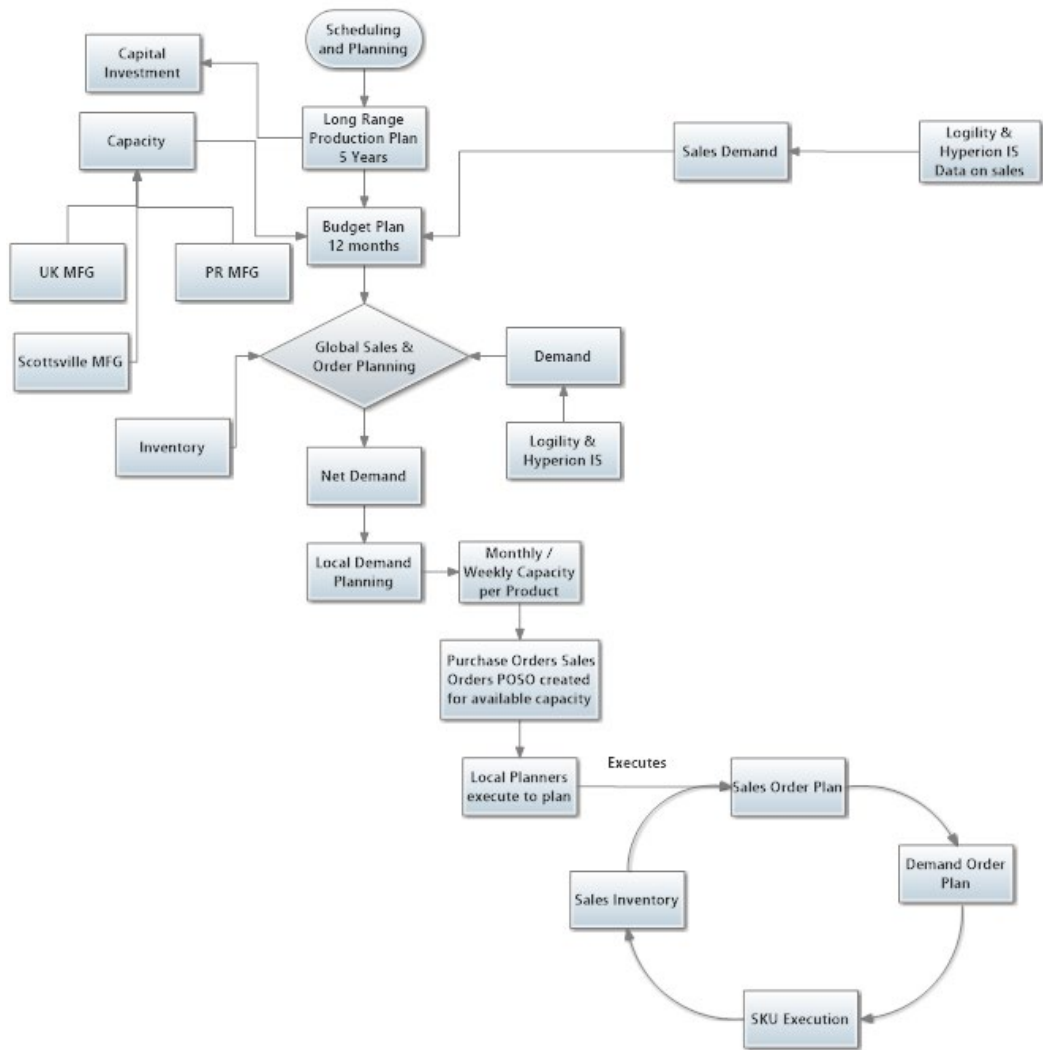 Scheduling
and Planning
Capital
Investment
Long Range
Production Plan
5 Years
Capacity
Sales Demand
Logility &
Hyperion IS
Data on sales
Budget Plan
12 months
UK MFG
PR MFG
Scottsville MFG
Global Sales &
Order Planning
Demand
Inventory
Logility &
Hyperion IS
Net Demand
Local Demand
Planning
Monthly /
Weekly Capacity
per Product
Purchase Orders Sales
Orders POSO created
for available capacity
Local Planners
execute to plan
Executes
Sales Order Plan
Demand Order
Plan
Sales Inventory
SKU Execution